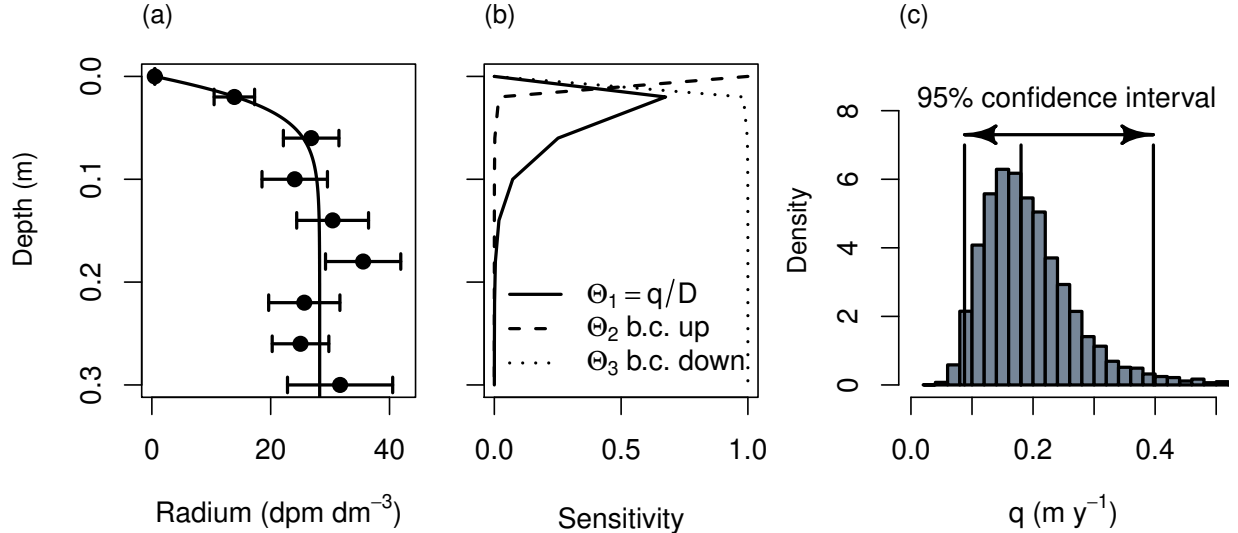 (a)
0.0
0.1
0.2
0.3
Depth (m)
0
20
40
Radium (dpm dm⁻³)
(b)
Θ₁ = q/D
Θ₂ b.c. up
Θ₃ b.c. down
0.0
0.5
1.0
Sensitivity
(c)
95% confidence interval
8
6
4
2
0
Density
0.0
0.2
0.4
q (m y⁻¹)